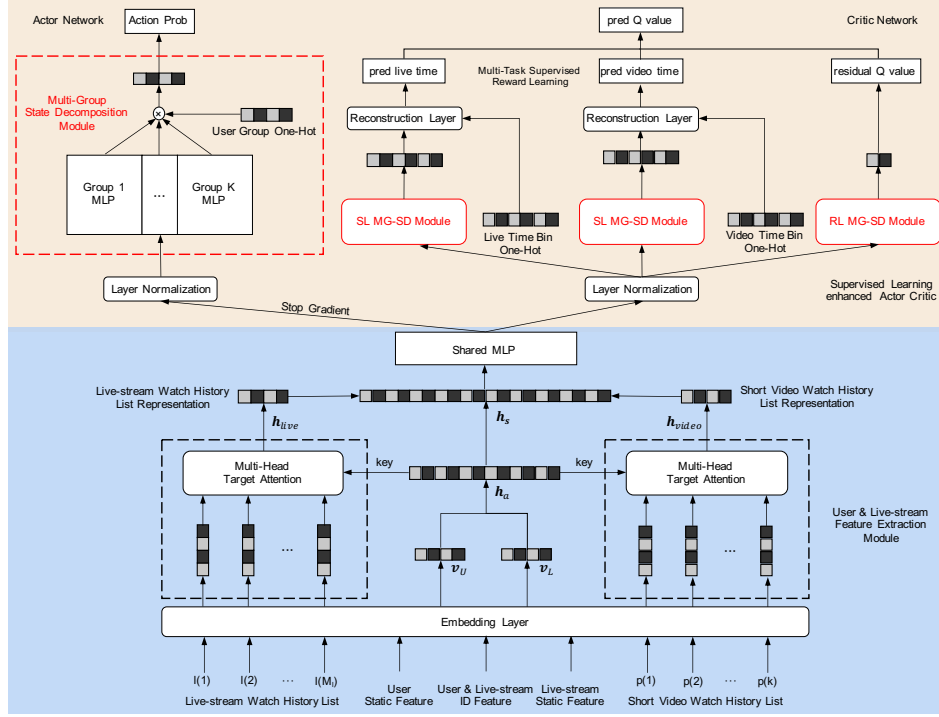 Actor Network
Action Prob
pred Q value
Critic Network
pred live time
Multi-Task Supervised
Reward Learning
pred video time
residual Q value
Multi-Group
State Decomposition
Module
User Group One-Hot
Reconstruction Layer
Reconstruction Layer
Group 1
MLP
...
Group K
MLP
SL MG-SD Module
Live Time Bin
One-Hot
SL MG-SD Module
Video Time Bin
One-Hot
RL MG-SD Module
Layer Normalization
Layer Normalization
Supervised Learning
enhanced Actor Critic
Stop Gradient
Shared MLP
Live-stream Watch History
List Representation
Short Video Watch History
List Representation
h_live
h_s
h_video
Multi-Head
Target Attention
key
key
Multi-Head
Target Attention
h_a
User & Live-stream
Feature Extraction
Module
...
...
v_U
v_L
Embedding Layer
l(1)
l(2)
...
l(M_l)
p(1)
p(2)
...
p(k)
Live-stream Watch History List
User
Static Feature
User & Live-stream
ID Feature
Live-stream
Static Feature
Short Video Watch History List